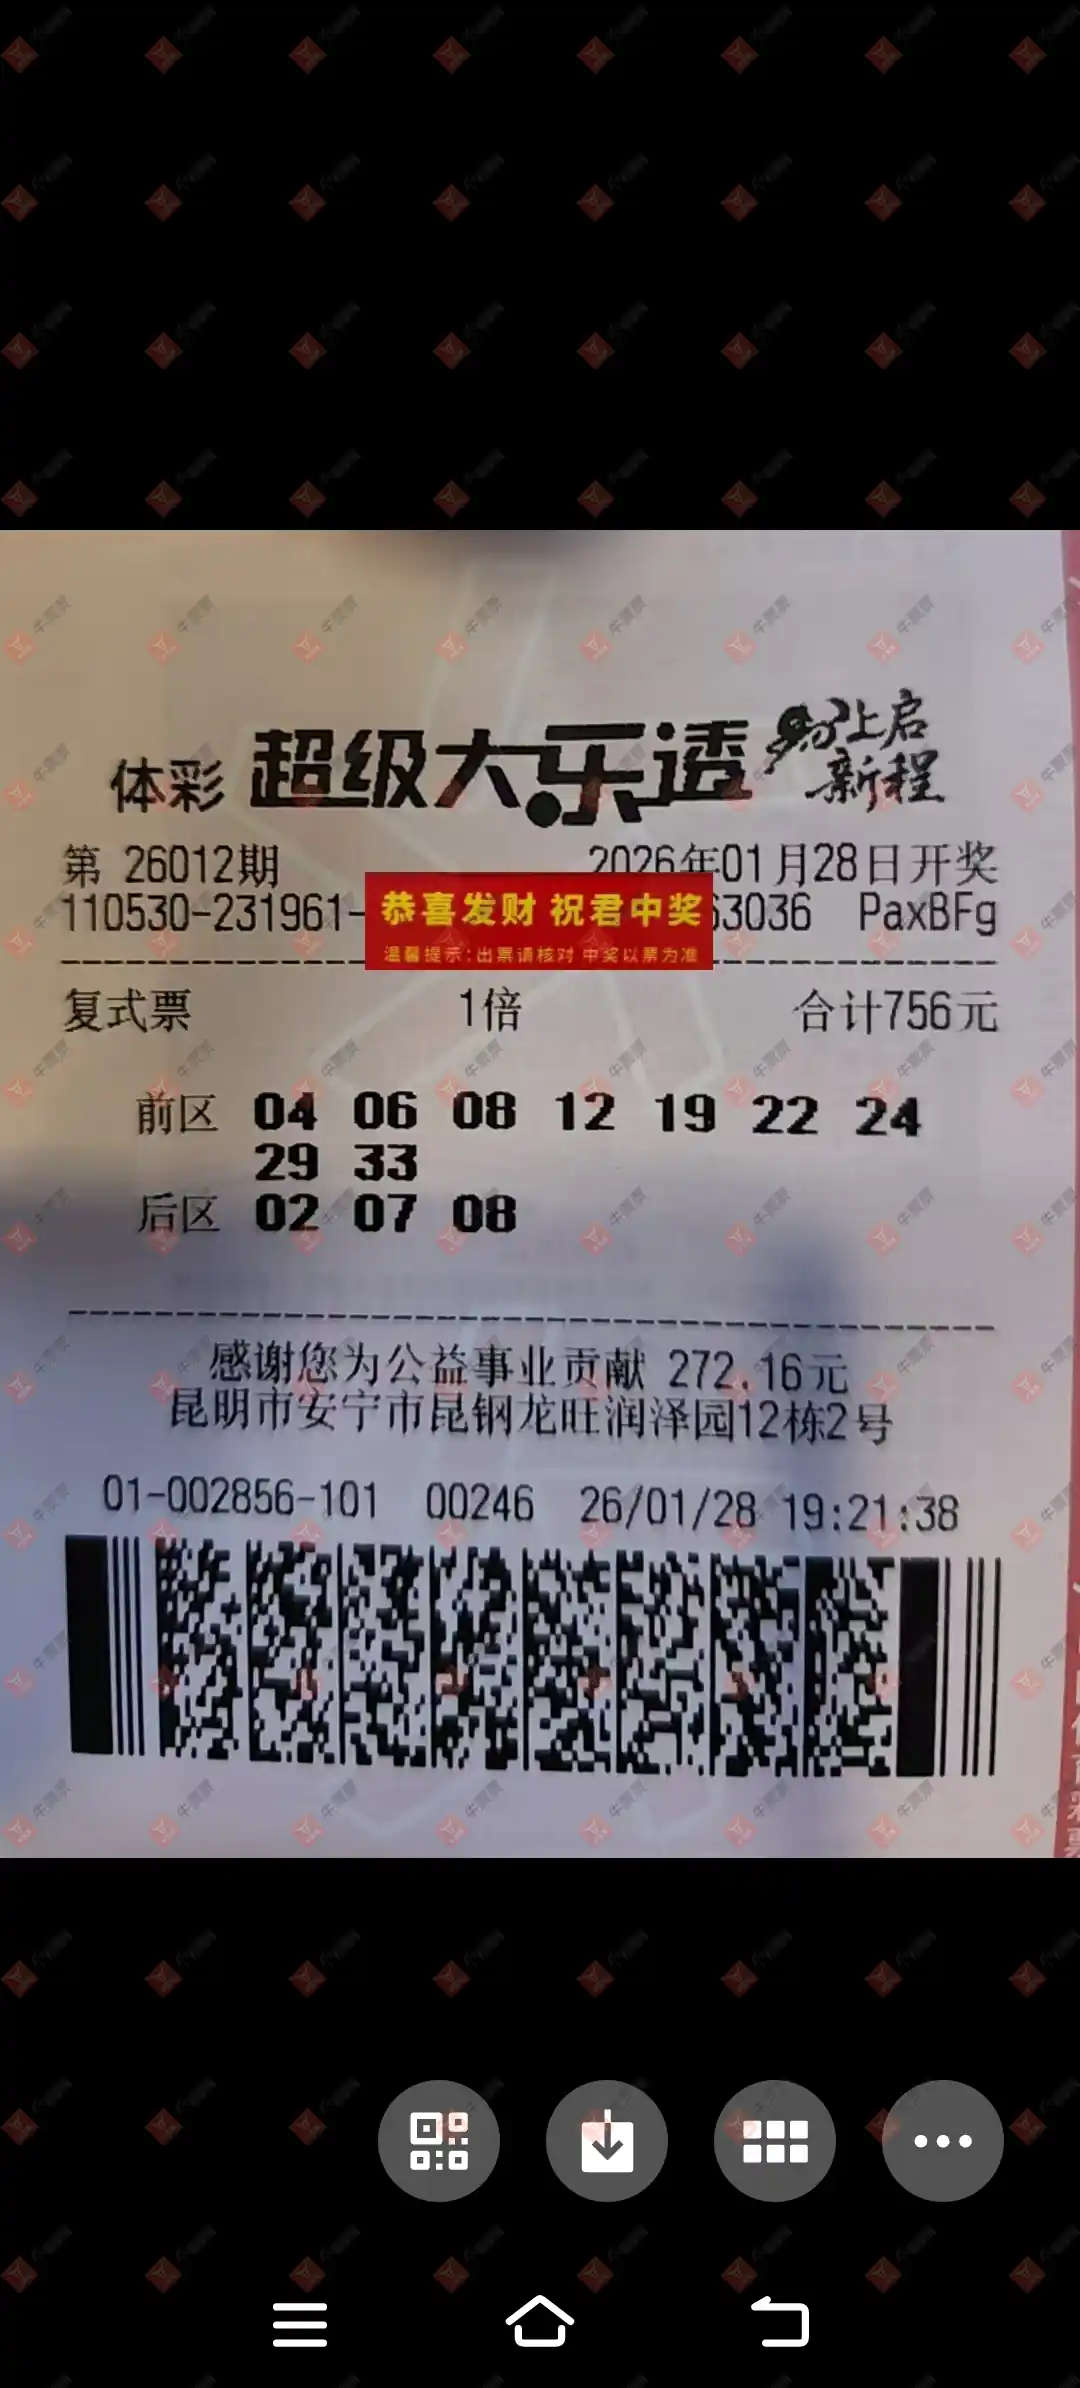 体彩 超级大乐透 马上启新程
第 26012期 2026年01月28日开奖
110530-231961- 63036 PaxBFg
恭喜发财 祝君中奖
温馨提示:出票请核对 中奖以票为准
复式票 1倍 合计756元
前区 04 06 08 12 19 22 24
29 33
后区 02 07 08
感谢您为公益事业贡献 272.16元
昆明市安宁市昆钢龙旺润泽园12栋2号
01-002856-101 00246 26/01/28 19:21:38
牛票票